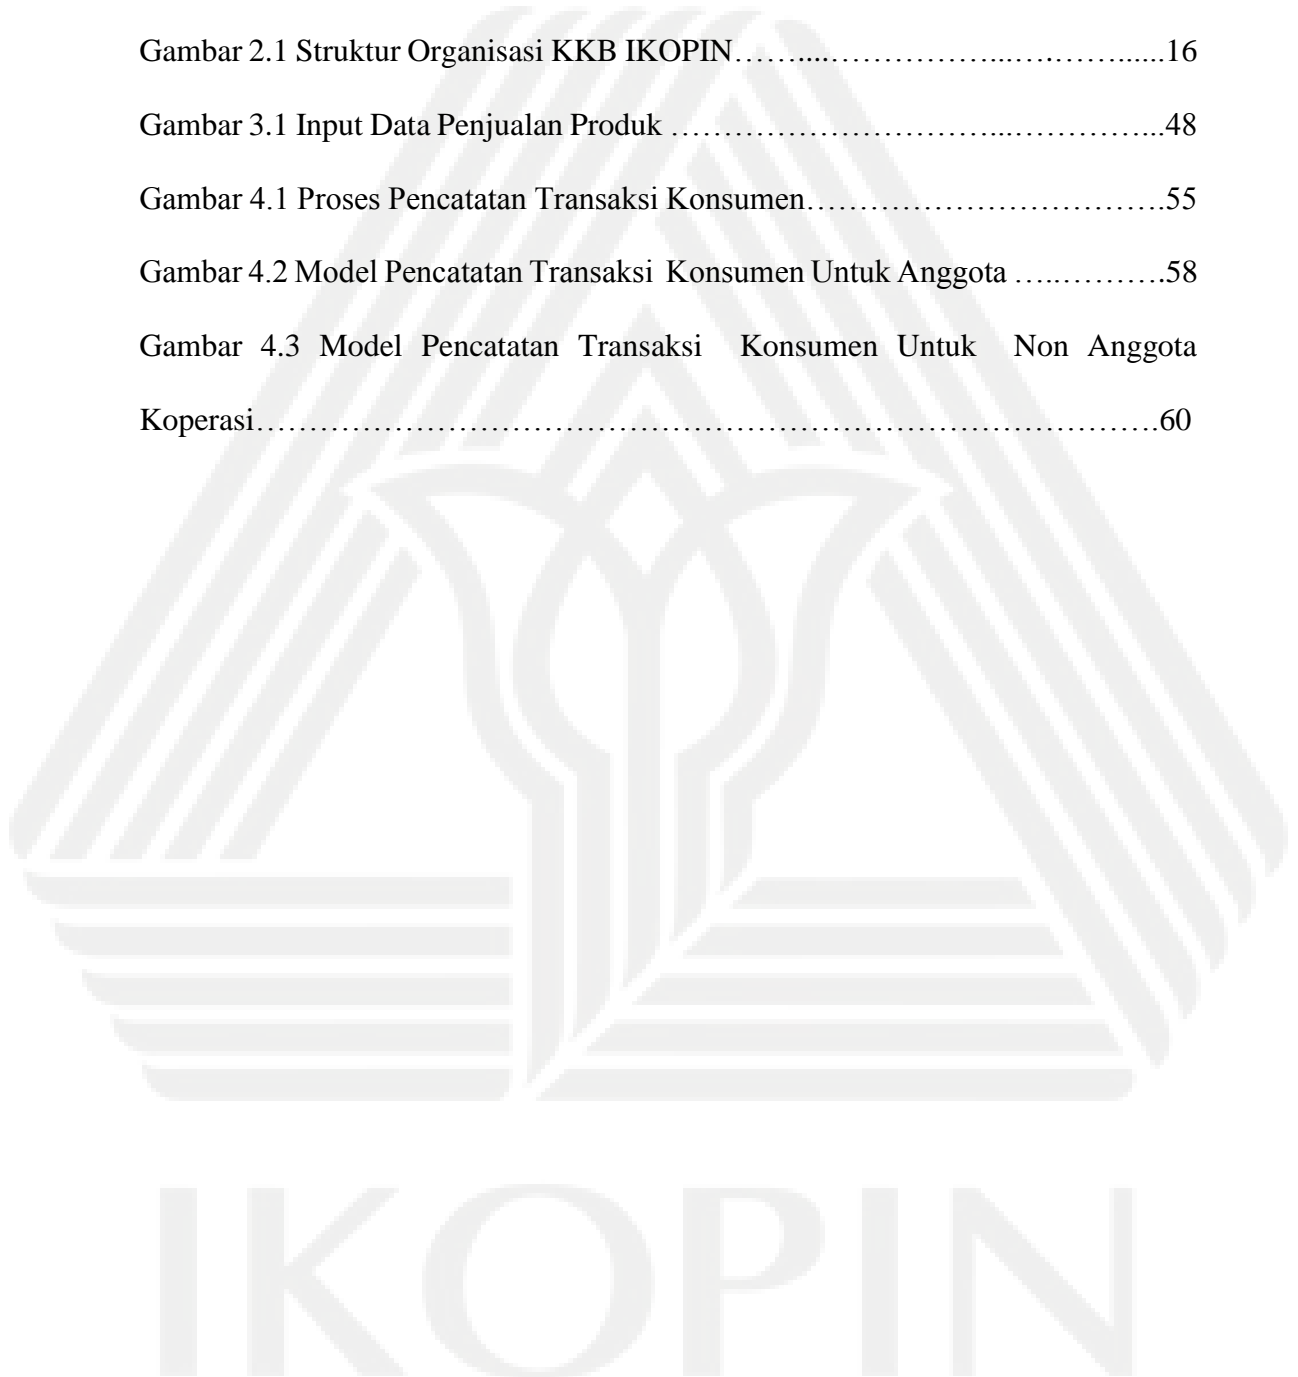 Gambar 2.1 Struktur Organisasi KKB IKOPIN……....……………...….……......16
Gambar 3.1 Input Data Penjualan Produk …………………………...…………...48
Gambar 4.1 Proses Pencatatan Transaksi Konsumen…………………………….55
Gambar 4.2 Model Pencatatan Transaksi Konsumen Untuk Anggota …..……….58
Gambar 4.3 Model Pencatatan Transaksi Konsumen Untuk Non Anggota
Koperasi………………………………………………………………………….60
IKOPIN